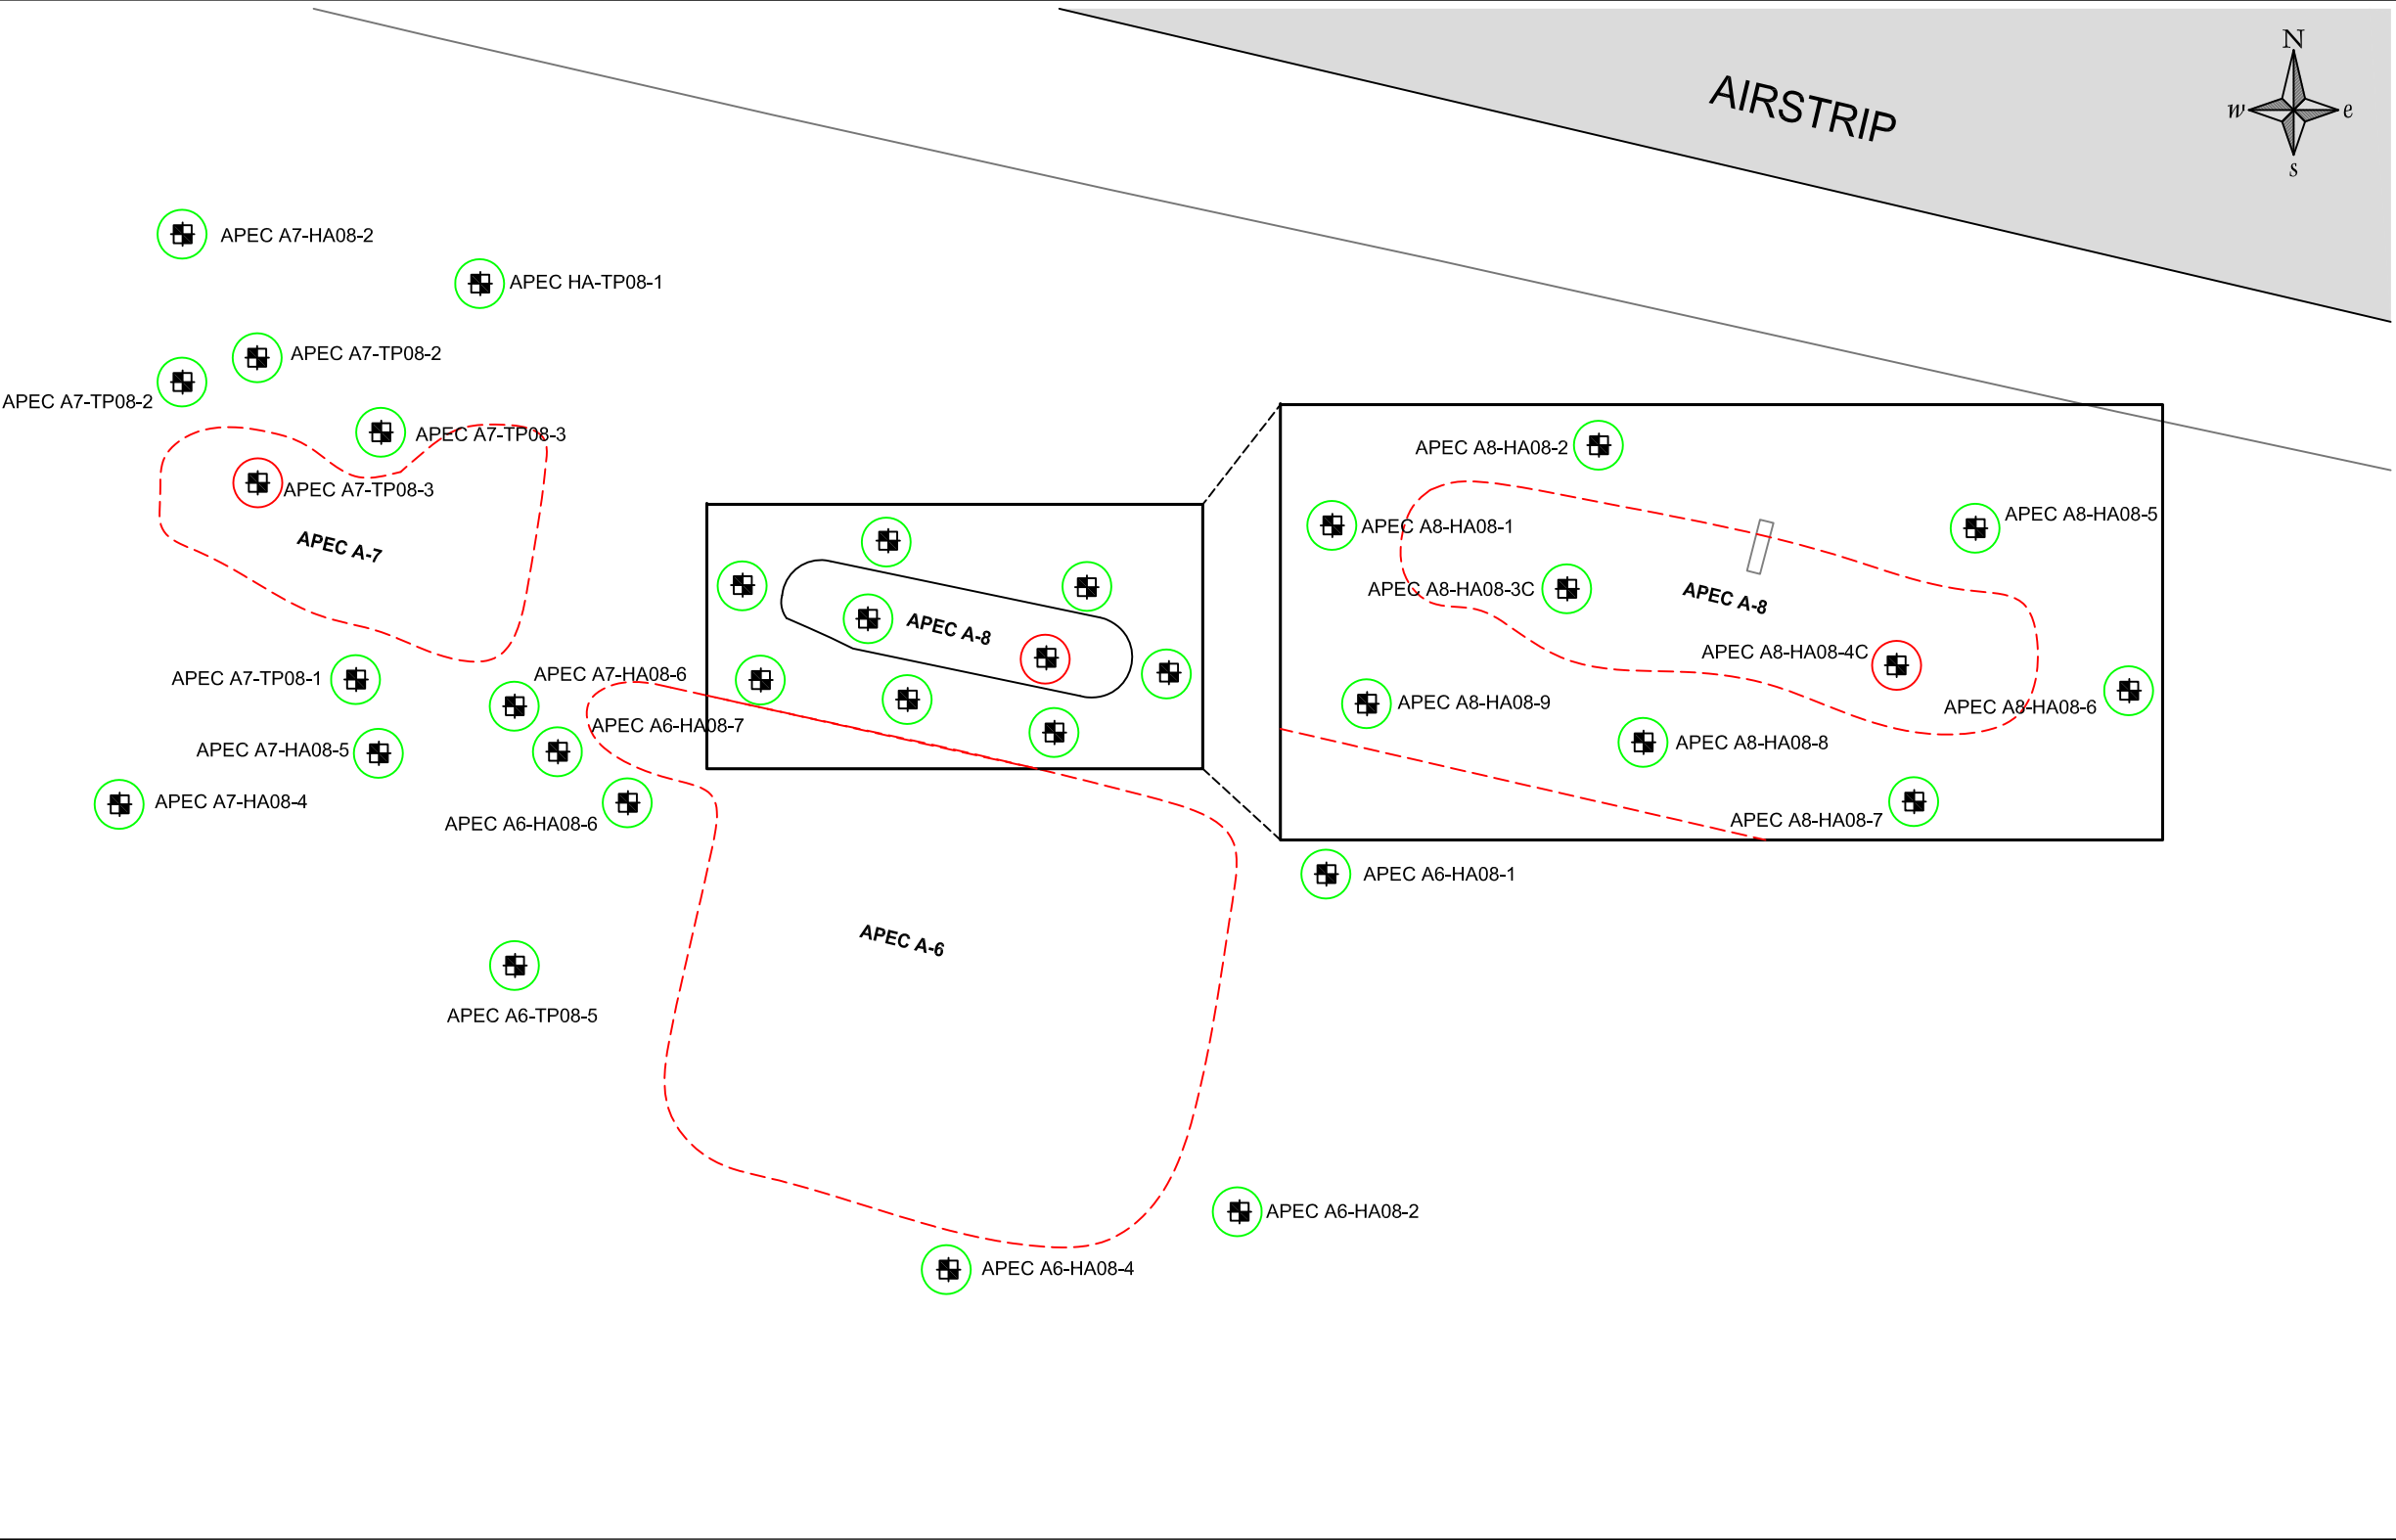 N
AIRSTRIP
w
e
s
APEC A7-HA08-2
APEC HA-TP08-1
APEC A7-TP08-2
APEC A7-TP08-2
APEC A7-TP08-3
APEC A7-TP08-3
APEC A-7
APEC A8-HA08-2
APEC A8-HA08-1
APEC A8-HA08-5
APEC A8-HA08-3C
APEC A-8
APEC A8-HA08-4C
APEC A8-HA08-6
APEC A8-HA08-9
APEC A8-HA08-8
APEC A8-HA08-7
APEC A-8
APEC A7-TP08-1
APEC A7-HA08-6
APEC A6-HA08-7
APEC A7-HA08-5
APEC A7-HA08-4
APEC A6-HA08-6
APEC A6-HA08-1
APEC A-6
APEC A6-TP08-5
APEC A6-HA08-2
APEC A6-HA08-4